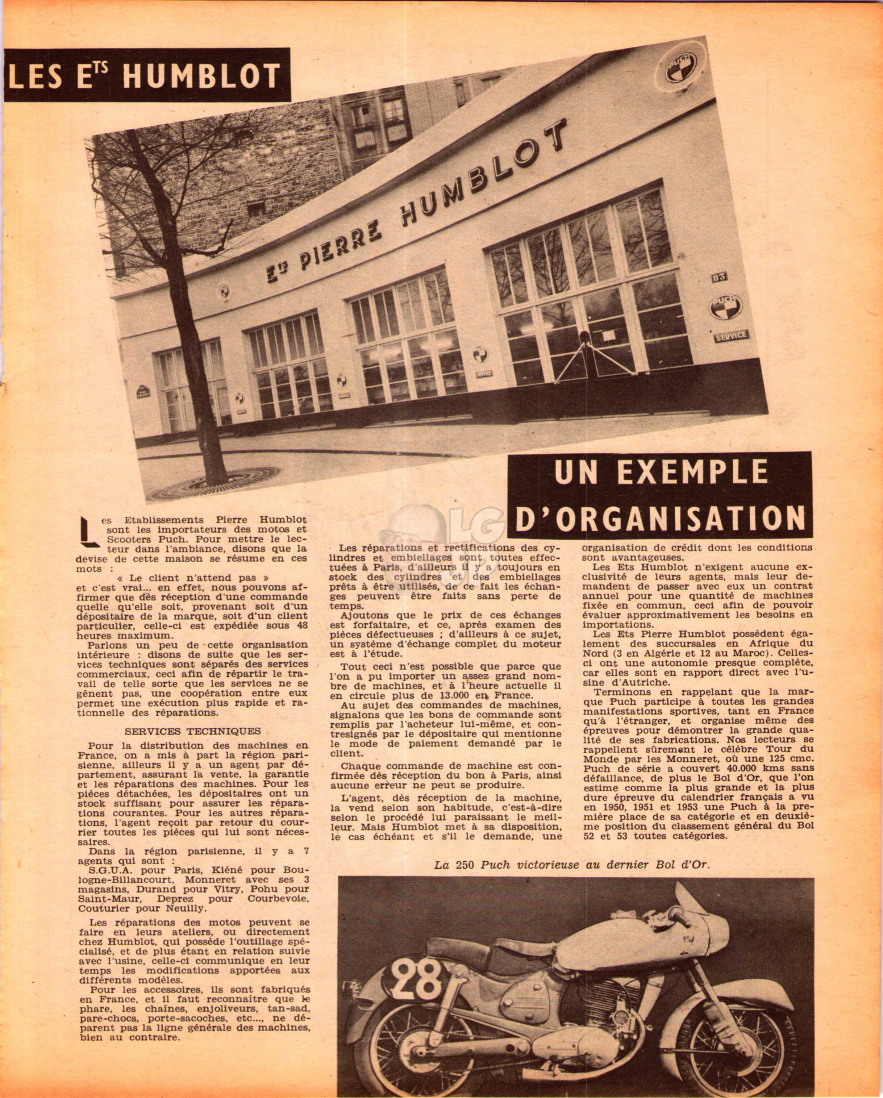 LES ETS HUMBLOT
PUCH
ETS PIERRE HUMBLOT
93
PUCH
SERVICE
UN EXEMPLE
D'ORGANISATION
Les Etablissements Pierre Humblot
sont les importateurs des motos et
Scooters Puch. Pour mettre le lec-
teur dans l'ambiance, disons que la
devise de cette maison se résume en ces
mots :
« Le client n'attend pas »
et c'est vrai... en effet, nous pouvons af-
firmer que dès réception d'une commande
quelle qu'elle soit, provenant soit d'un
dépositaire de la marque, soit d'un client
particulier, celle-ci est expédiée sous 48
heures maximum.
Parlons un peu de cette organisation
intérieure : disons de suite que les ser-
vices techniques sont séparés des services
commerciaux, ceci afin de répartir le tra-
vail de telle sorte que les services ne se
gênent pas, une coopération entre eux
permet une exécution plus rapide et ra-
tionnelle des réparations.
SERVICES TECHNIQUES
Pour la distribution des machines en
France, on a mis à part la région pari-
sienne, ailleurs il y a un agent par dé-
partement, assurant la vente, la garantie
et les réparations des machines. Pour les
pièces détachées, les dépositaires ont un
stock suffisant pour assurer les répara-
tions courantes. Pour les autres répara-
tions, l'agent reçoit par retour du cour-
rier toutes les pièces qui lui sont néces-
saires.
Dans la région parisienne, il y a 7
agents qui sont :
S.G.U.A. pour Paris, Kiéné pour Bou-
logne-Billancourt, Monneret avec ses 3
magasins, Durand pour Vitry, Pohu pour
Saint-Maur, Deprez pour Courbevoie,
Couturier pour Neuilly.
Les réparations des motos peuvent se
faire en leurs ateliers, ou directement
chez Humblot, qui possède l'outillage spé-
cialisé, et de plus étant en relation suivie
avec l'usine, celle-ci communique en leur
temps les modifications apportées aux
différents modèles.
Pour les accessoires, ils sont fabriqués
en France, et il faut reconnaître que le
phare, les chaînes, enjoliveurs, tan-sad,
pare-chocs, porte-sacoches, etc..., ne dé-
parent pas la ligne générale des machines,
bien au contraire.
Les réparations et rectifications des cy-
lindres et embiellages sont toutes effec-
tuées à Paris, d'ailleurs il y a toujours en
stock des cylindres et des embiellages
prêts à être utilisés, de ce fait les échan-
ges peuvent être faits sans perte de
temps.
Ajoutons que le prix de ces échanges
est forfaitaire, et ce, après examen des
pièces défectueuses ; d'ailleurs à ce sujet,
un système d'échange complet du moteur
est à l'étude.
Tout ceci n'est possible que parce que
l'on a pu importer un assez grand nom-
bre de machines, et à l'heure actuelle il
en circule plus de 13.000 en France.
Au sujet des commandes de machines,
signalons que les bons de commande sont
remplis par l'acheteur lui-même, et con-
tresignés par le dépositaire qui mentionne
le mode de paiement demandé par le
client.
Chaque commande de machine est con-
firmée dès réception du bon à Paris, ainsi
aucune erreur ne peut se produire.
L'agent, dès réception de la machine,
la vend selon son habitude, c'est-à-dire
selon le procédé lui paraissant le meil-
leur. Mais Humblot met à sa disposition,
le cas échéant et s'il le demande, une
organisation de crédit dont les conditions
sont avantageuses.
Les Ets Humblot n'exigent aucune ex-
clusivité de leurs agents, mais leur de-
mandent de passer avec eux un contrat
annuel pour une quantité de machines
fixée en commun, ceci afin de pouvoir
évaluer approximativement les besoins en
importations.
Les Ets Pierre Humblot possèdent éga-
lement des succursales en Afrique du
Nord (3 en Algérie et 12 au Maroc). Celles-
ci ont une autonomie presque complète,
car elles sont en rapport direct avec l'u-
sine d'Autriche.
Terminons en rappelant que la mar-
que Puch participe à toutes les grandes
manifestations sportives, tant en France
qu'à l'étranger, et organise même des
épreuves pour démontrer la grande qua-
lité de ses fabrications. Nos lecteurs se
rappellent sûrement le célèbre Tour du
Monde par les Monneret, où une 125 cmc.
Puch de série a couvert 40.000 kms sans
défaillance, de plus le Bol d'Or, que l'on
estime comme la plus grande et la plus
dure épreuve du calendrier français a vu
en 1950, 1951 et 1953 une Puch à la pre-
mière place de sa catégorie et en deuxiè-
me position du classement général du Bol
52 et 53 toutes catégories.
La 250 Puch victorieuse au dernier Bol d'Or.
28